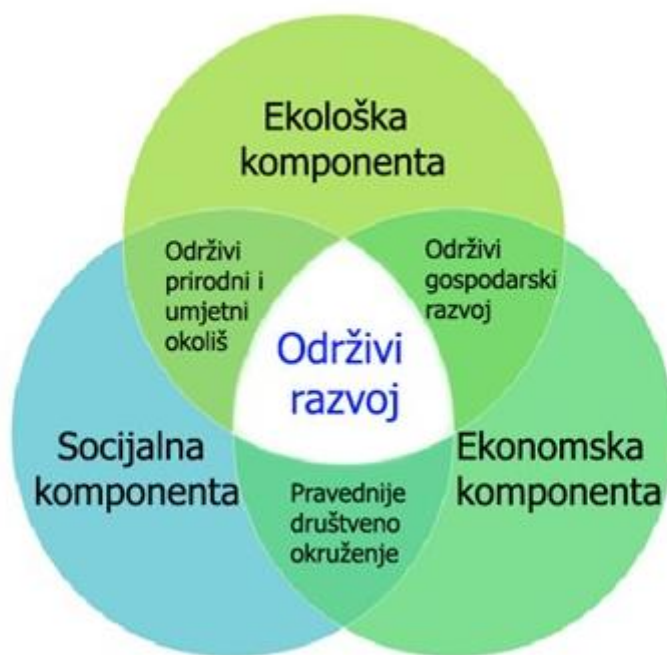 Ekološka
komponenta
Održivi
prirodni i
umjetni
okoliš
Održivi
gospodarski
razvoj
Održivi
razvoj
Socijalna
komponenta
Ekonomska
komponenta
Pravednije
društveno
okruženje